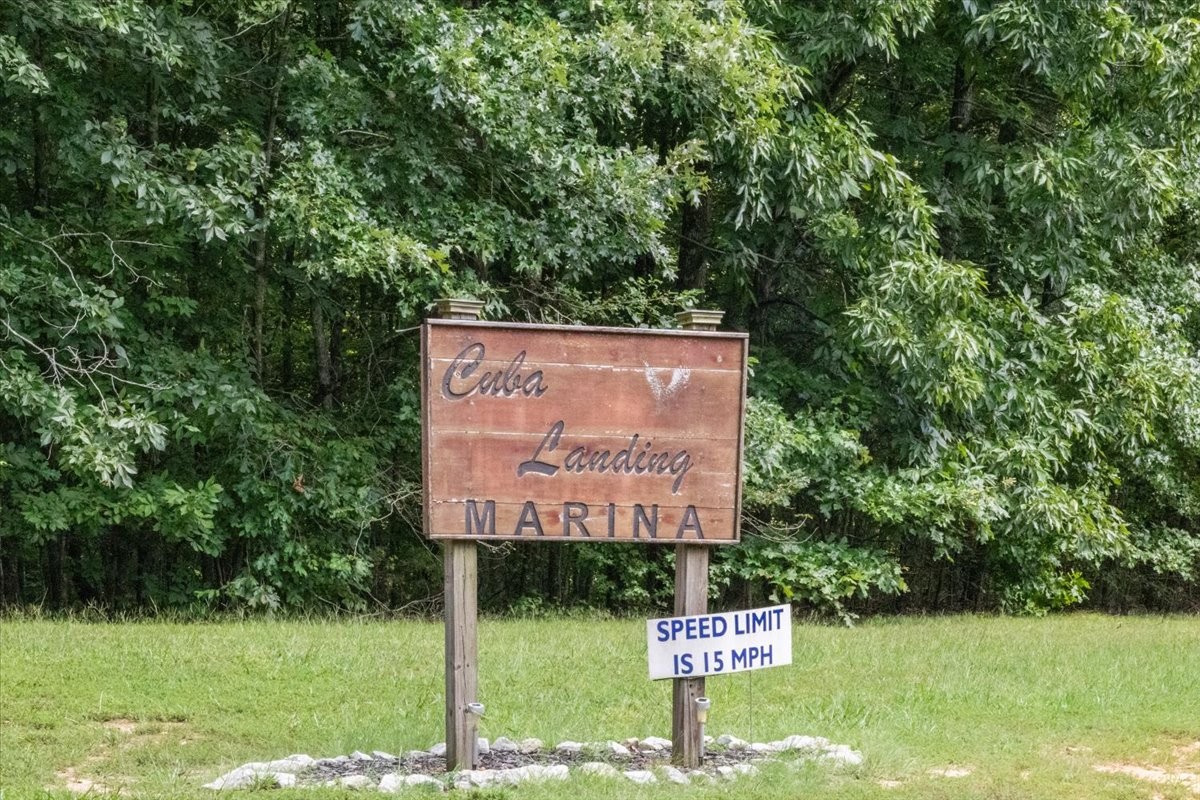 Cuba
Landing
MARINA
SPEED LIMIT
IS 15 MPH